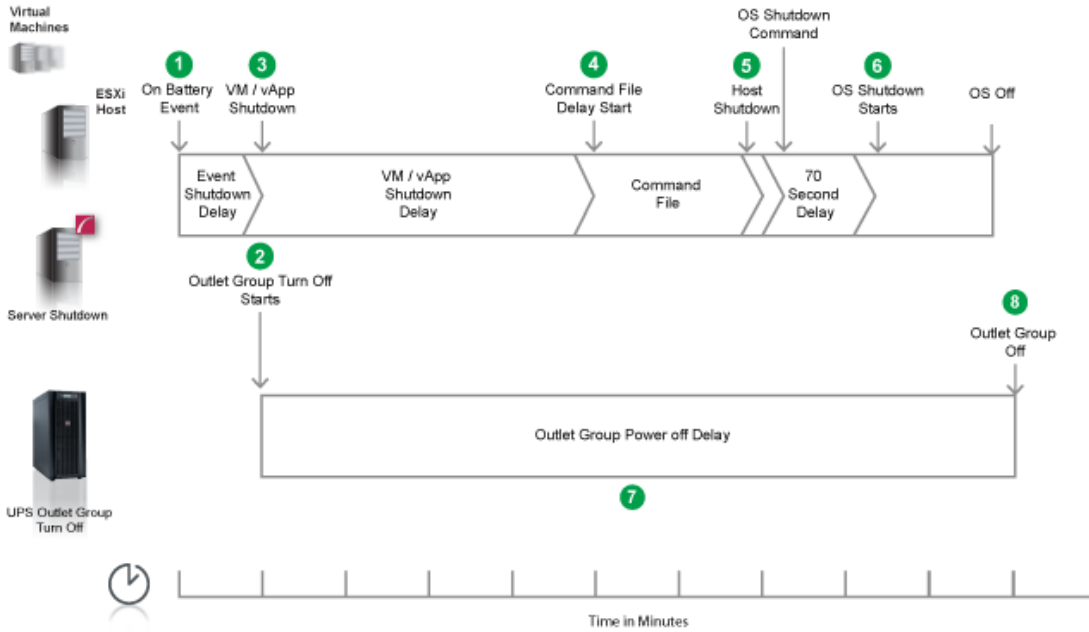 Virtual
Machines
ESXi
Host
1
On Battery
Event
3
VM / vApp
Shutdown
4
Command File
Delay Start
5
Host
Shutdown
OS Shutdown
Command
6
OS Shutdown
Starts
OS Off
Event
Shutdown
Delay
VM / vApp
Shutdown
Delay
Command
File
70
Second
Delay
Server Shutdown
2
Outlet Group Turn Off
Starts
8
Outlet Group
Off
UPS Outlet Group
Turn Off
Outlet Group Power off Delay
7
Time in Minutes